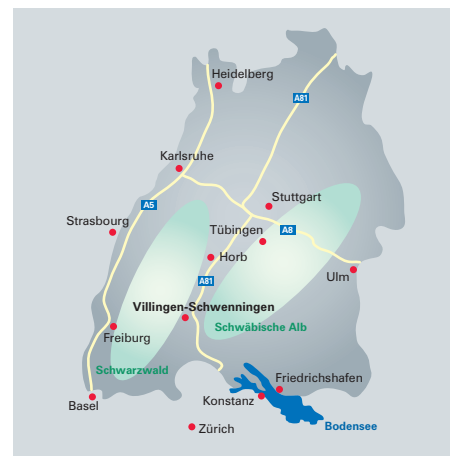 Heidelberg
A81
Karlsruhe
Stuttgart
A5
Strasbourg
Tübingen
A8
Horb
Ulm
A81
Villingen-Schwenningen
Schwäbische Alb
Freiburg
Schwarzwald
Friedrichshafen
Basel
Konstanz
Zürich
Bodensee